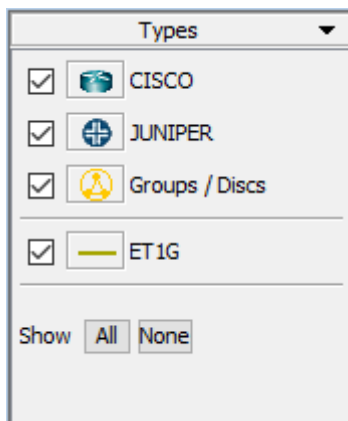 Types
CISCO
JUNIPER
Groups / Discs
ET1G
Show All None